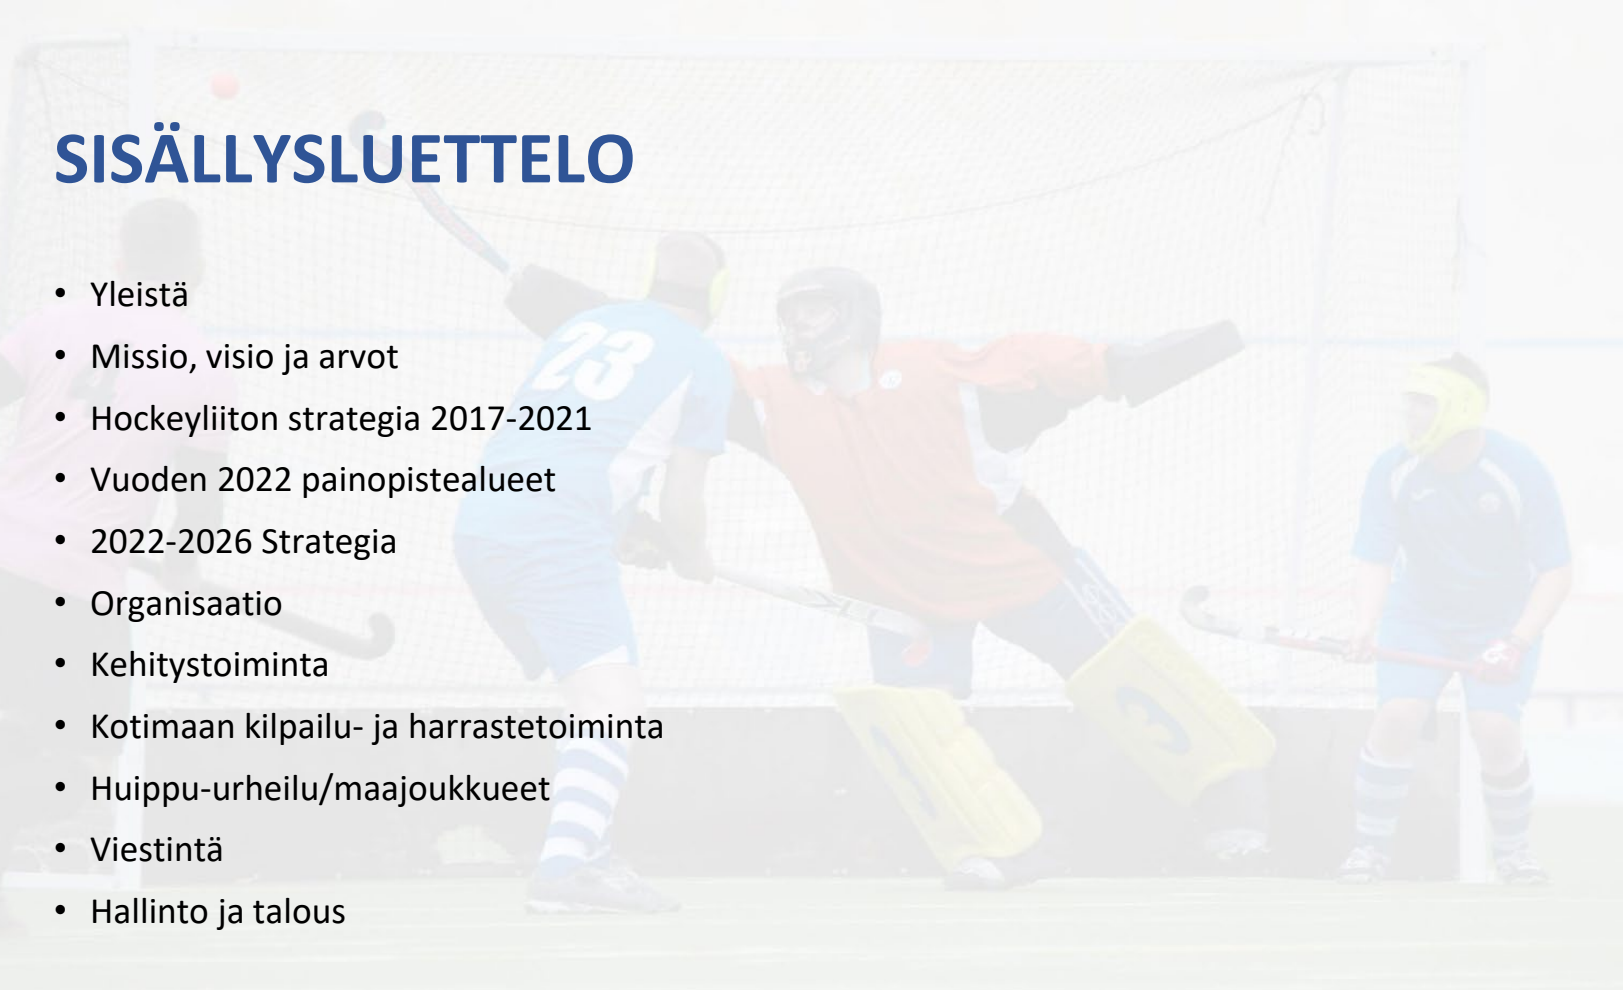 SISÄLLYSLUETTELO
• Yleistä
• Missio, visio ja arvot
• Hockeyliiton strategia 2017-2021
• Vuoden 2022 painopistealueet
• 2022-2026 Strategia
• Organisaatio
• Kehitystoiminta
• Kotimaan kilpailu- ja harrastetoiminta
• Huippu-urheilu/maajoukkueet
• Viestintä
• Hallinto ja talous
23